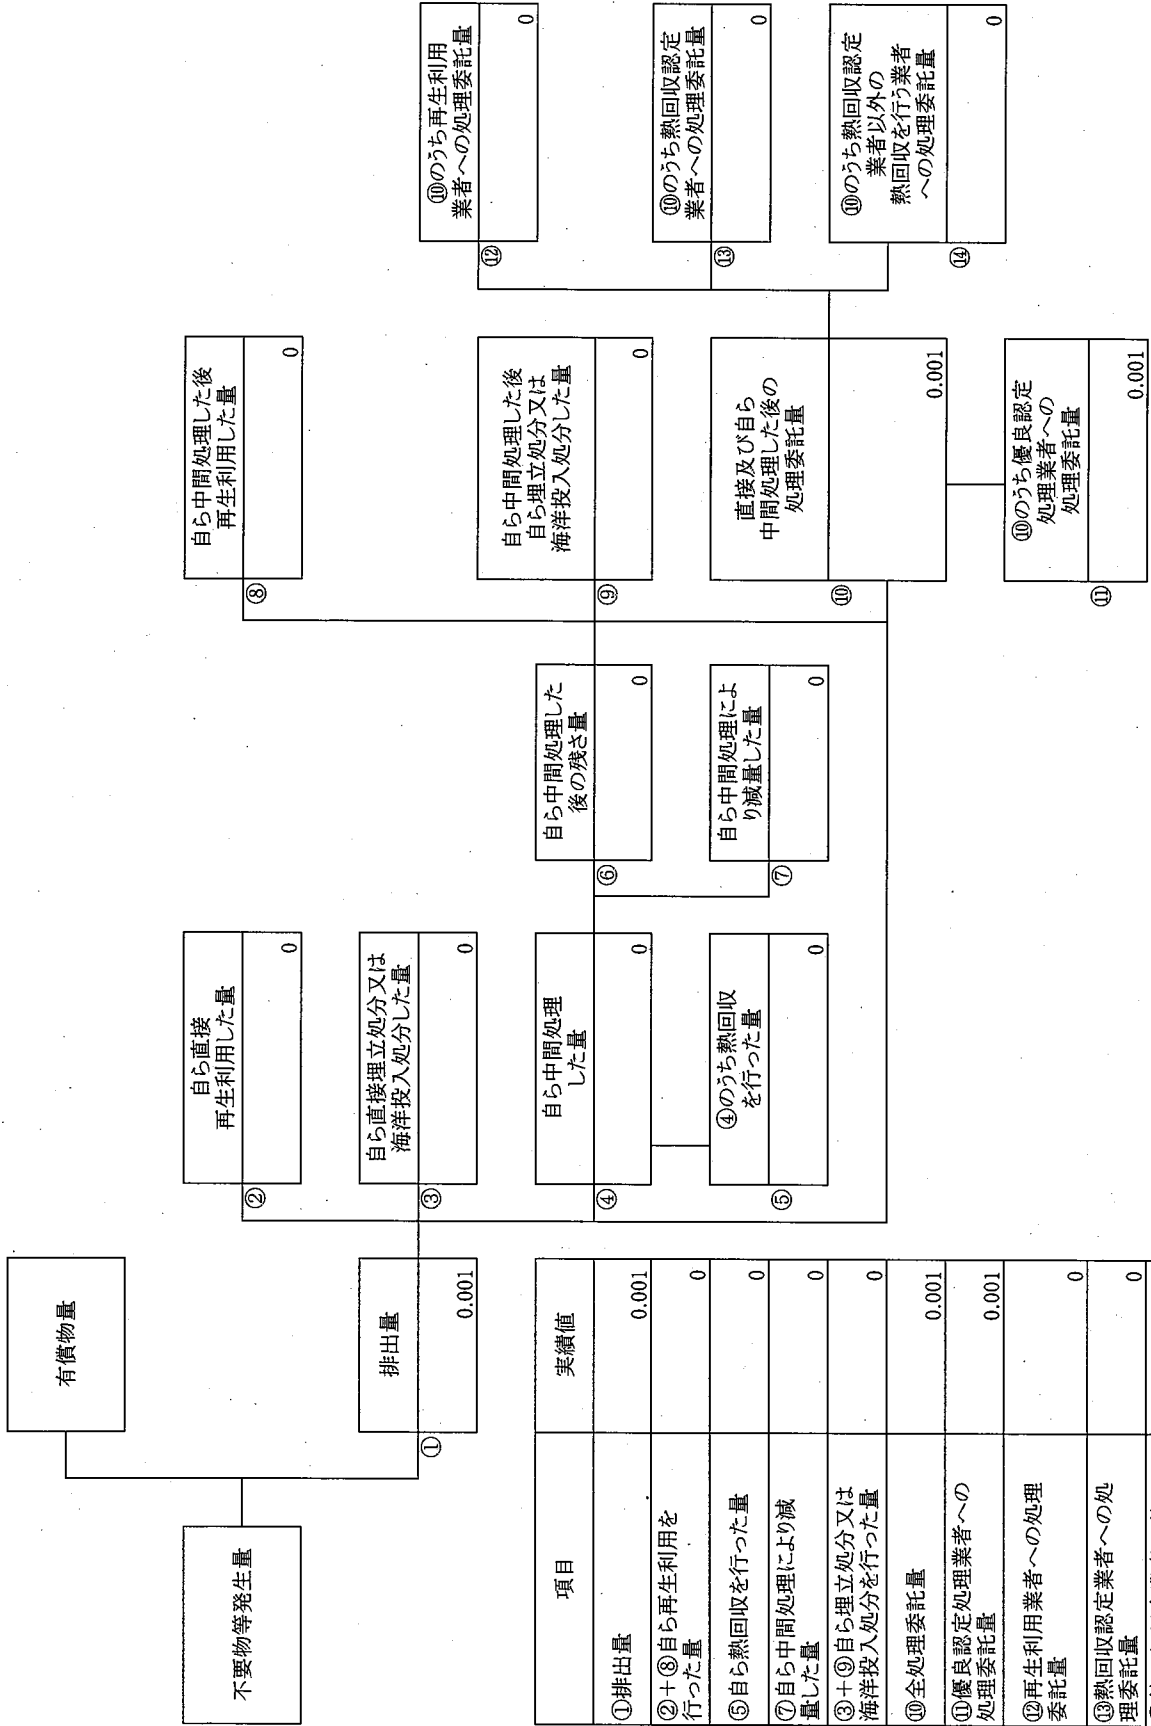 不要物等発生量
有償物量
①
排出量
0.001
②
自ら直接
再生利用した量
0
③
自ら直接埋立処分又は
海洋投入処分した量
0
④
自ら中間処理
した量
0
⑤
④のうち熱回収
を行った量
0
⑥
自ら中間処理した
後の残さ量
0
⑦
自ら中間処理によ
り減量した量
0
⑧
自ら中間処理した後
再生利用した量
0
⑨
自ら中間処理した後
自ら埋立処分又は
海洋投入処分した量
0
⑩
直接及び自ら
中間処理した後の
処理委託量
0.001
⑪
⑩のうち優良認定
処理業者への
処理委託量
0.001
⑫
⑩のうち再生利用
業者への処理委託量
0
⑬
⑩のうち熱回収認定
業者への処理委託量
0
⑭
⑩のうち熱回収認定
業者以外の
熱回収を行う業者
への処理委託量
0
項目 実績値
①排出量 0.001
②+⑧自ら再生利用を
行った量 0
⑤自ら熱回収を行った量 0
⑦自ら中間処理により減
量した量 0
③+⑨自ら埋立処分又は
海洋投入処分を行った量 0
⑩全処理委託量 0.001
⑪優良認定処理業者への
処理委託量 0.001
⑫再生利用業者への処理
委託量 0
⑬熱回収認定業者への処
理委託量 0